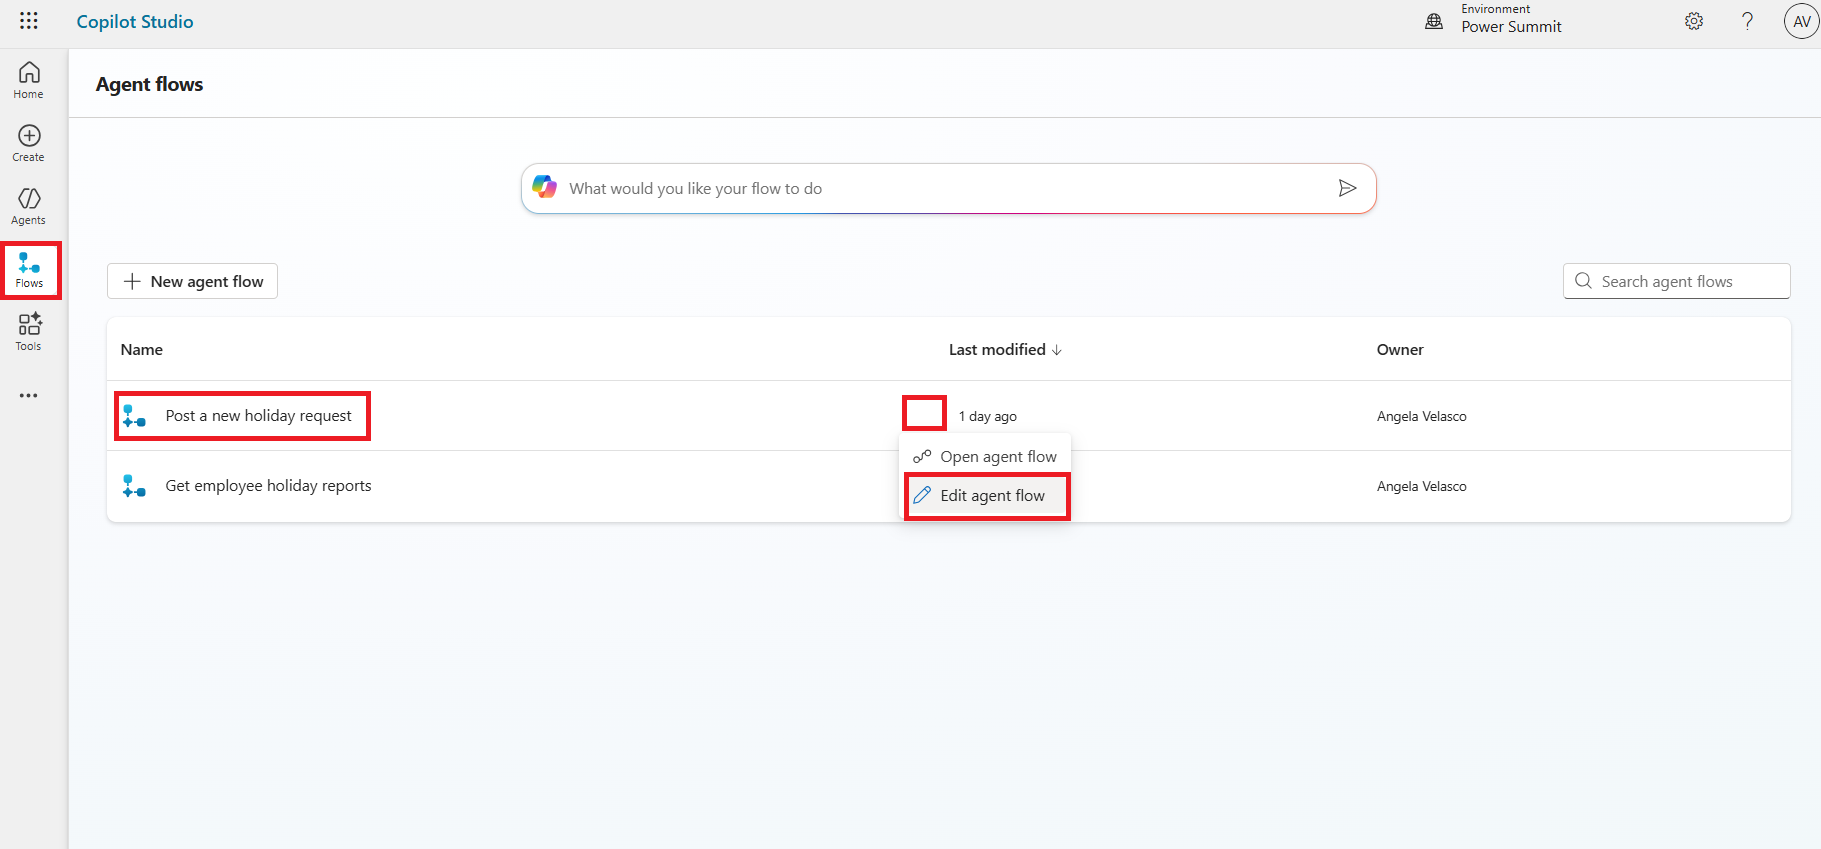 Copilot Studio
Environment
Power Summit
AV
Home
Create
Agents
Flows
Tools
Agent flows
What would you like your flow to do
New agent flow
Search agent flows
Name Last modified Owner
Post a new holiday request 1 day ago Angela Velasco
Open agent flow
Get employee holiday reports Angela Velasco
Edit agent flow